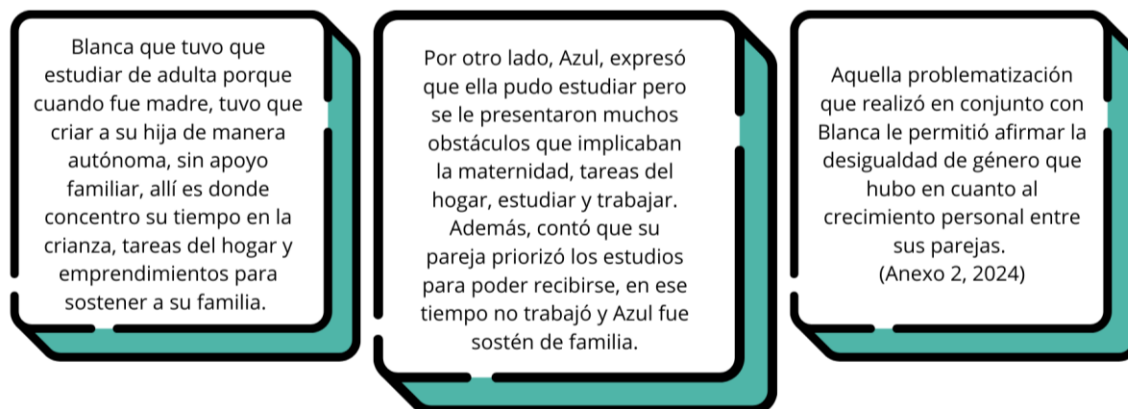 Blanca que tuvo que
estudiar de adulta porque
cuando fue madre, tuvo que
criar a su hija de manera
autónoma, sin apoyo
familiar, allí es donde
concentro su tiempo en la
crianza, tareas del hogar y
emprendimientos para
sostener a su familia.
Por otro lado, Azul, expresó
que ella pudo estudiar pero
se le presentaron muchos
obstáculos que implicaban
la maternidad, tareas del
hogar, estudiar y trabajar.
Además, contó que su
pareja priorizó los estudios
para poder recibirse, en ese
tiempo no trabajó y Azul fue
sostén de familia.
Aquella problematización
que realizó en conjunto con
Blanca le permitió afirmar la
desigualdad de género que
hubo en cuanto al
crecimiento personal entre
sus parejas.
(Anexo 2, 2024)